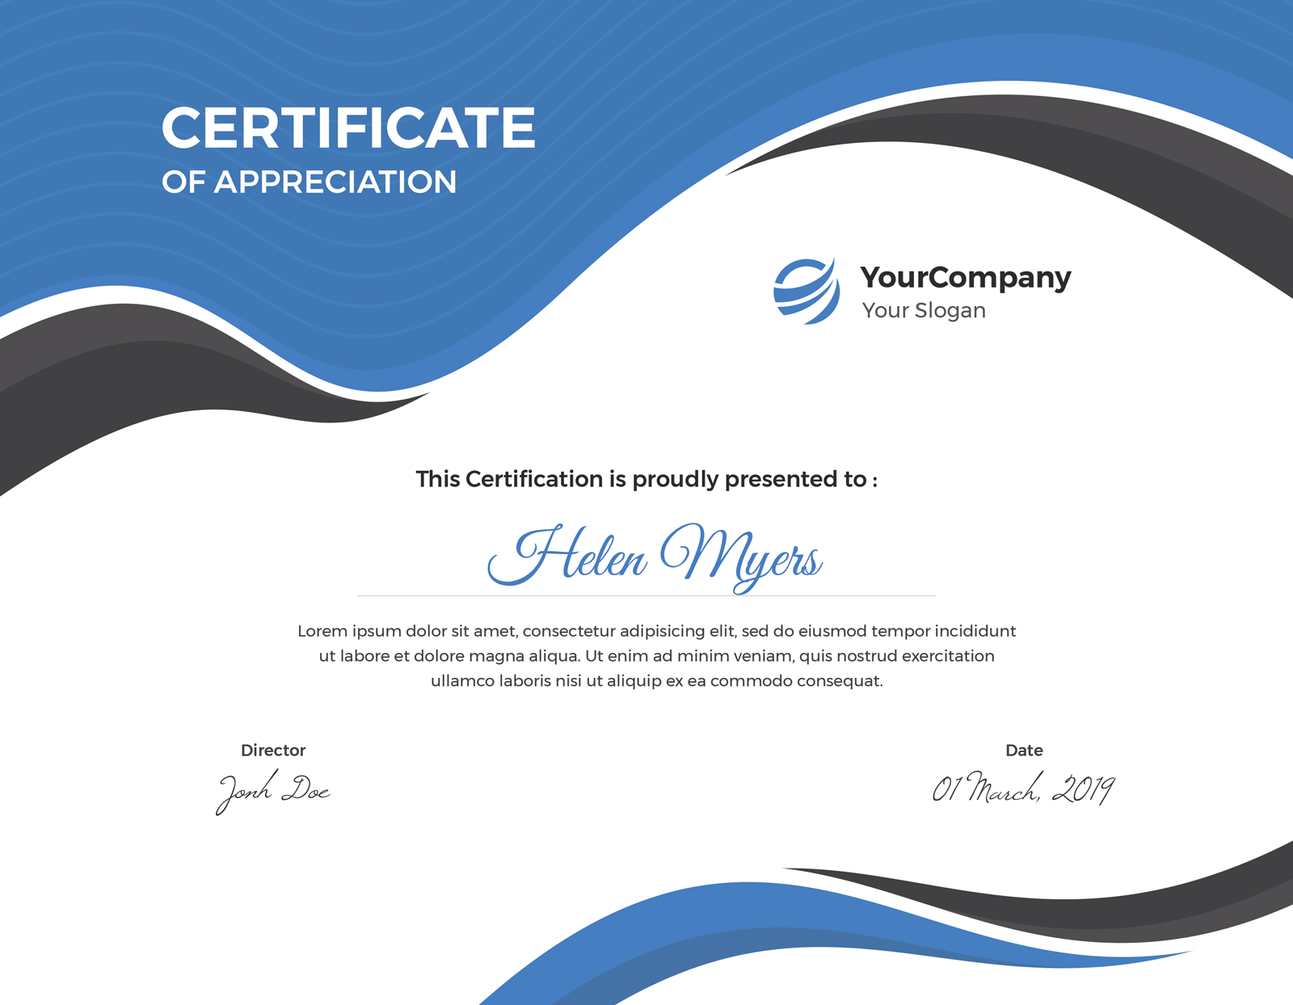 CERTIFICATE
OF APPRECIATION
YourCompany
Your Slogan
This Certification is proudly presented to :
Helen Myers
Lorem ipsum dolor sit amet, consectetur adipisicing elit, sed do eiusmod tempor incididunt
ut labore et dolore magna aliqua. Ut enim ad minim veniam, quis nostrud exercitation
ullamco laboris nisi ut aliquip ex ea commodo consequat.
Director
Jonh Doe
Date
01 March, 2019